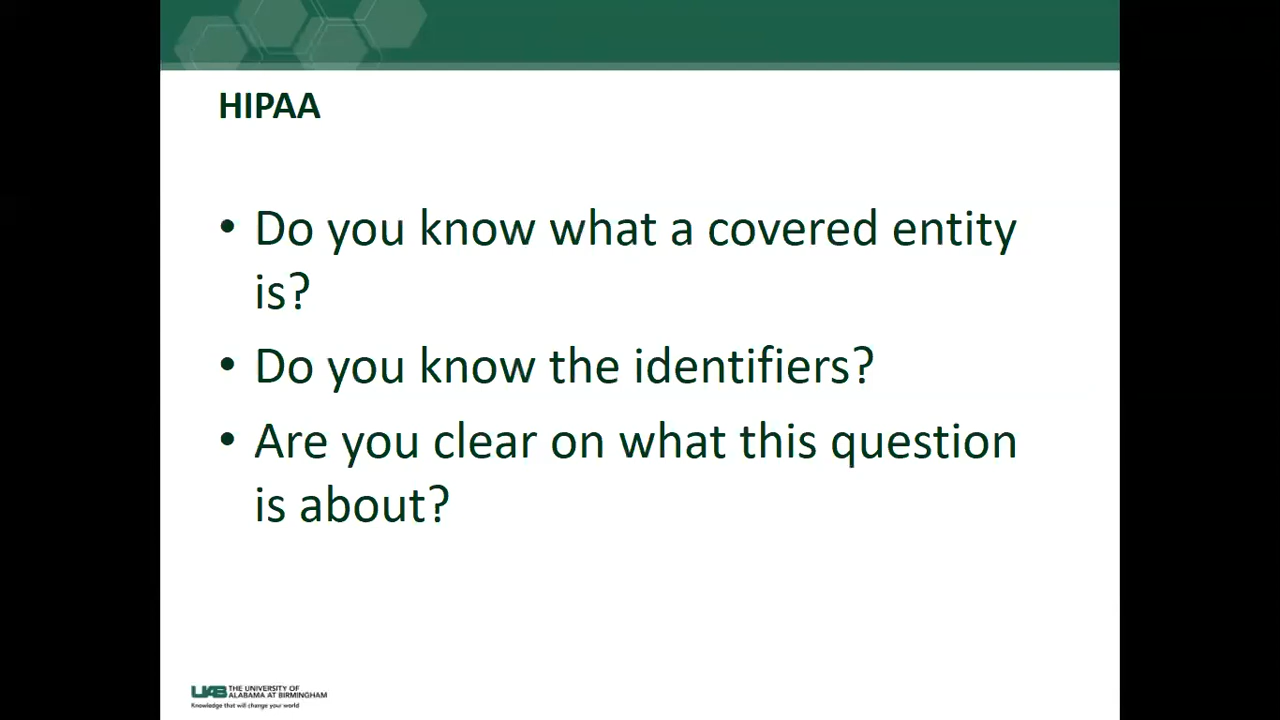 HIPAA
• Do you know what a covered entity
is?
• Do you know the identifiers?
• Are you clear on what this question
is about?
UAB THE UNIVERSITY OF
ALABAMA AT BIRMINGHAM
Knowledge that will change your world